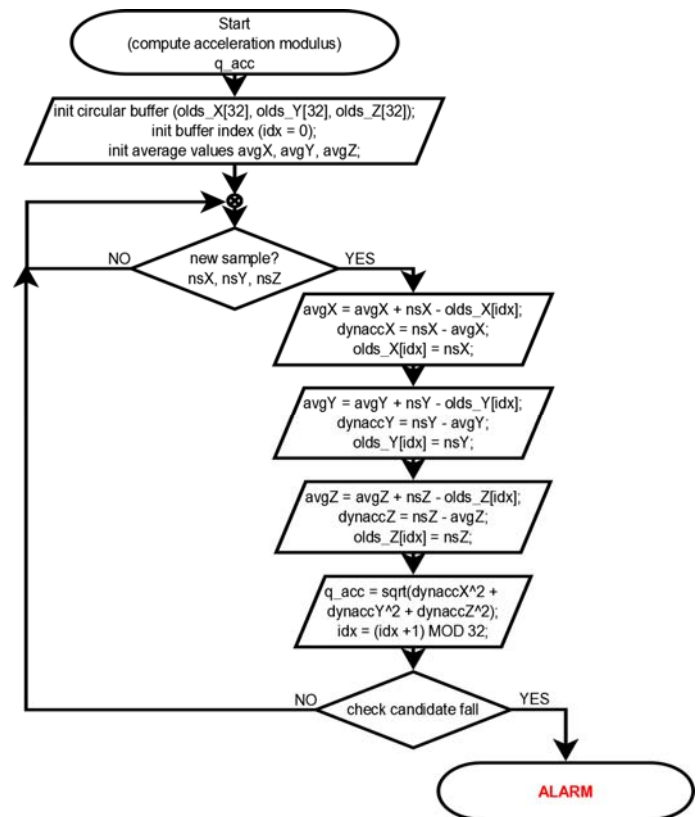 Start
(compute acceleration modulus)
q_acc
init circular buffer (olds_X[32], olds_Y[32], olds_Z[32]);
init buffer index (idx = 0);
init average values avgX, avgY, avgZ;
NO
new sample?
YES
nsX, nsY, nsZ
avgX = avgX + nsX - olds_X[idx];
dynaccX = nsX - avgX;
olds_X[idx] = nsX;
avgY = avgY + nsY - olds_Y[idx];
dynaccY = nsY - avgY;
olds_Y[idx] = nsY;
avgZ = avgZ + nsZ - olds_Z[idx];
dynaccZ = nsZ - avgZ;
olds_Z[idx] = nsZ;
q_acc = sqrt(dynaccX^2 +
dynaccY^2 + dynaccZ^2);
idx = (idx +1) MOD 32;
NO
check candidate fall
YES
ALARM